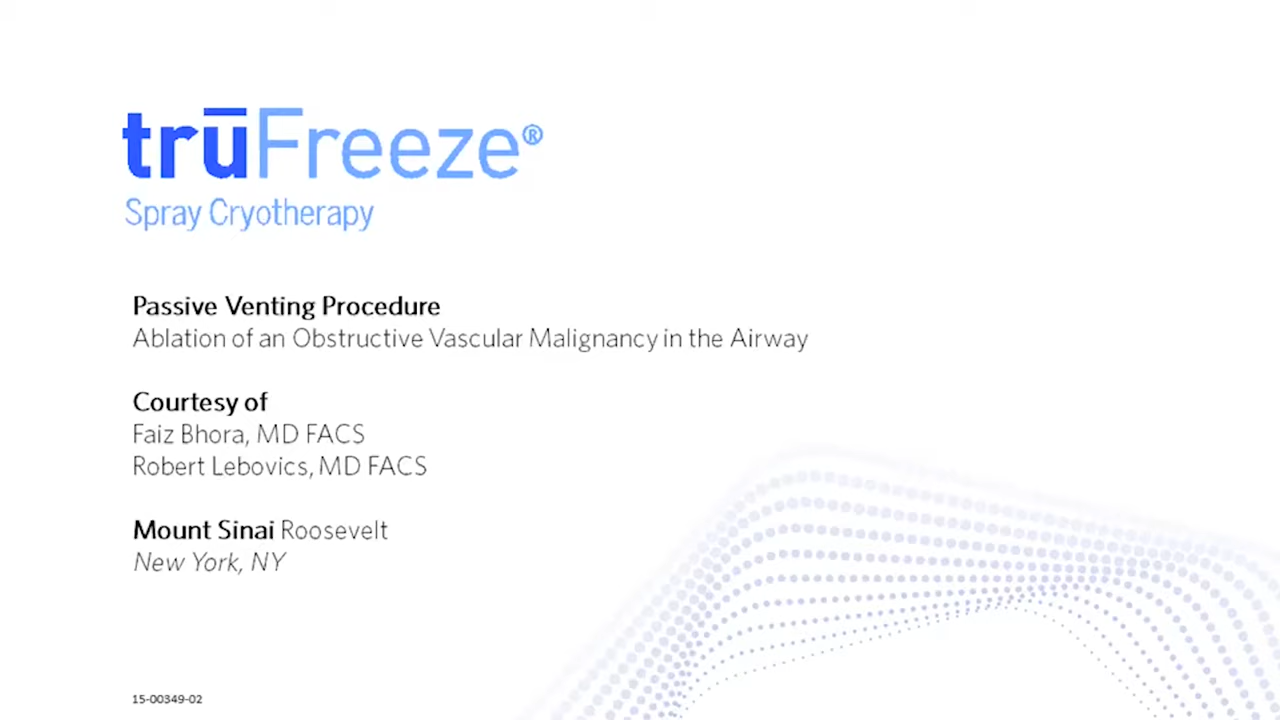 trūFreeze®
Spray Cryotherapy
Passive Venting Procedure
Ablation of an Obstructive Vascular Malignancy in the Airway
Courtesy of
Faiz Bhora, MD FACS
Robert Lebovics, MD FACS
Mount Sinai Roosevelt
New York, NY
15-00349-02